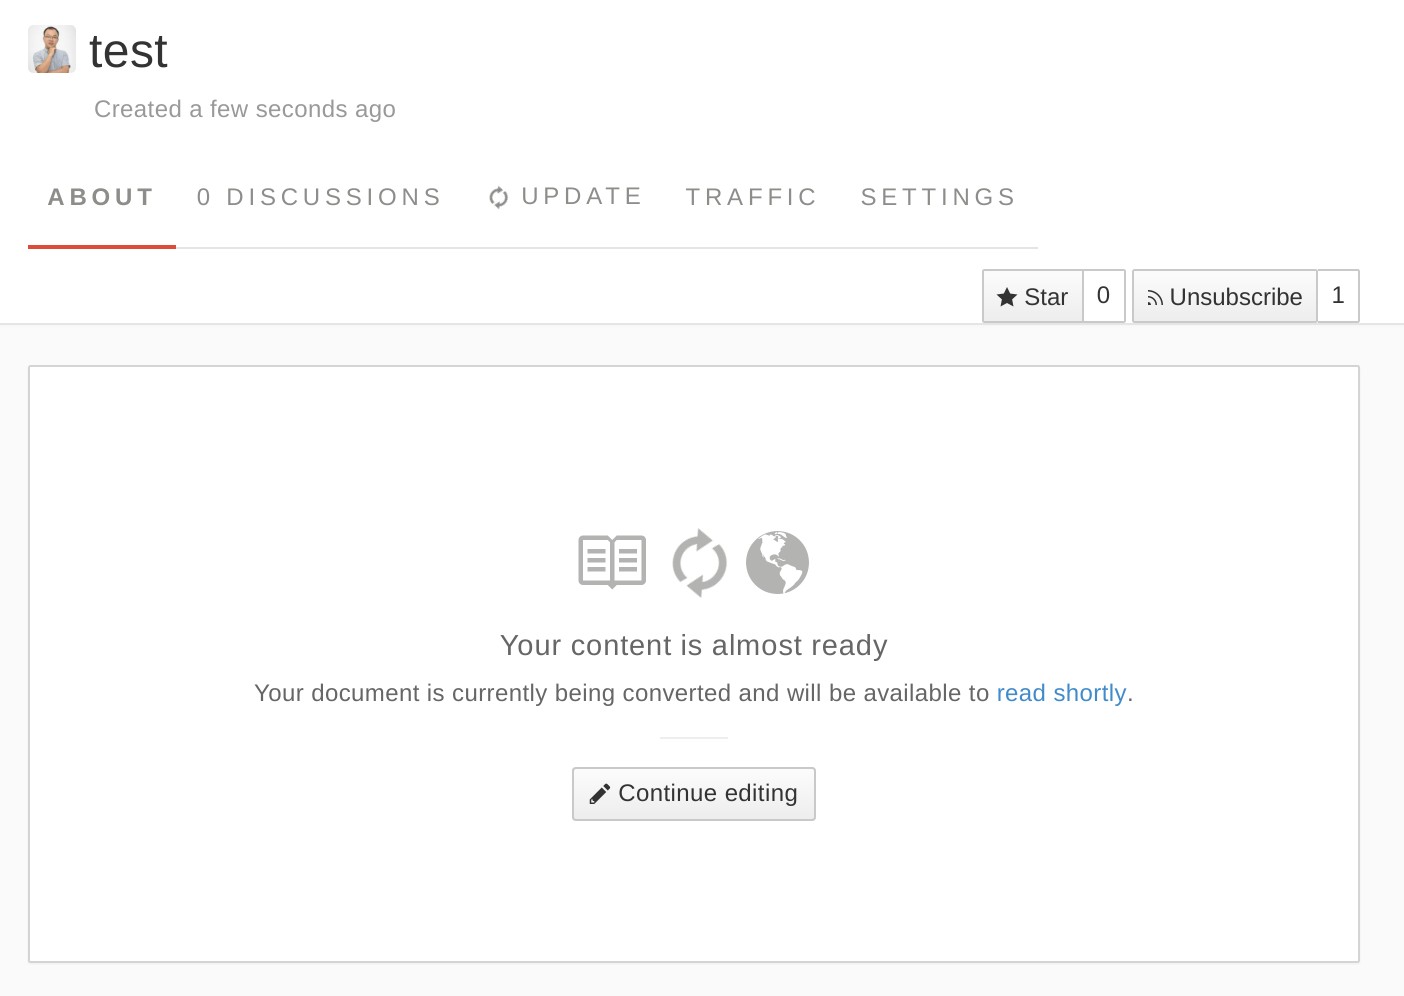 test
Created a few seconds ago
ABOUT 0 DISCUSSIONS UPDATE TRAFFIC SETTINGS
Star 0 Unsubscribe 1
Your content is almost ready
Your document is currently being converted and will be available to read shortly.
Continue editing